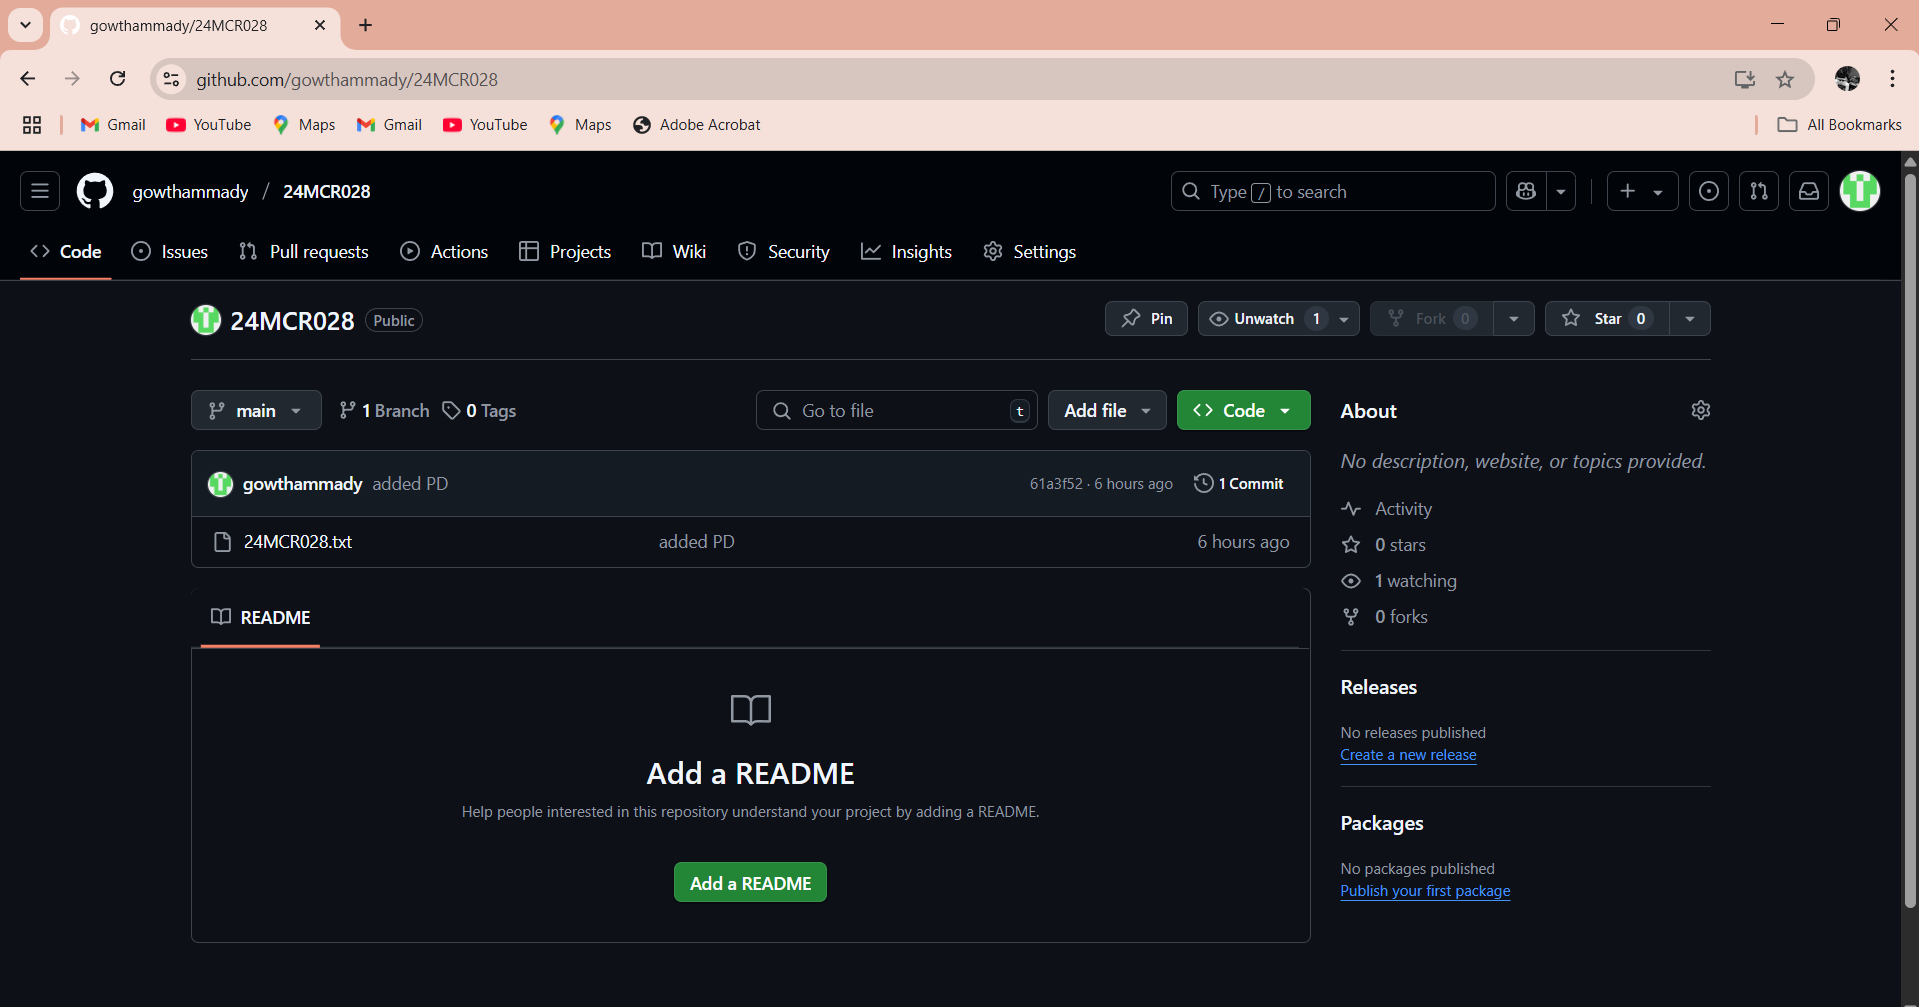 gowthammady/24MCR028
github.com/gowthammady/24MCR028
Gmail YouTube Maps Gmail YouTube Maps Adobe Acrobat All Bookmarks
gowthammady / 24MCR028 Type / to search
Code Issues Pull requests Actions Projects Wiki Security Insights Settings
24MCR028 Public Pin Unwatch 1 Fork 0 Star 0
main 1 Branch 0 Tags Go to file t Add file Code
gowthammady added PD 61a3f52 · 6 hours ago 1 Commit
24MCR028.txt added PD 6 hours ago
README
Add a README
Help people interested in this repository understand your project by adding a README.
Add a README
About
No description, website, or topics provided.
Activity
0 stars
1 watching
0 forks
Releases
No releases published
Create a new release
Packages
No packages published
Publish your first package